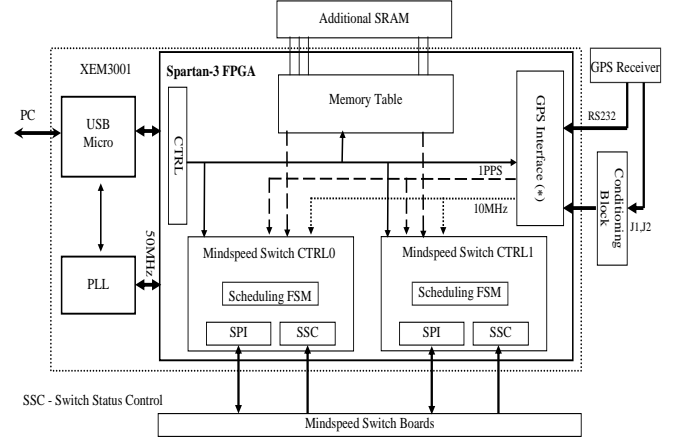 Additional SRAM
XEM3001
Spartan-3 FPGA
GPS Receiver
Memory Table
PC
USB
Micro
CTRL
GPS Interface (*)
RS232
1PPS
10MHz
Conditioning
Block
J1,J2
50MHz
PLL
Mindspeed Switch CTRL0
Mindspeed Switch CTRL1
Scheduling FSM
Scheduling FSM
SPI
SSC
SPI
SSC
SSC - Switch Status Control
Mindspeed Switch Boards